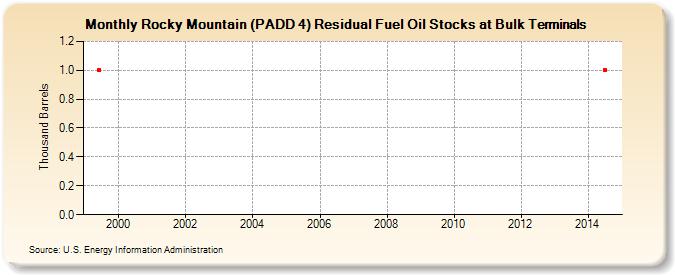 Monthly Rocky Mountain (PADD 4) Residual Fuel Oil Stocks at Bulk Terminals
Thousand Barrels
1.2
1.0
0.8
0.6
0.4
0.2
0.0
2000 2002 2004 2006 2008 2010 2012 2014
Source: U.S. Energy Information Administration